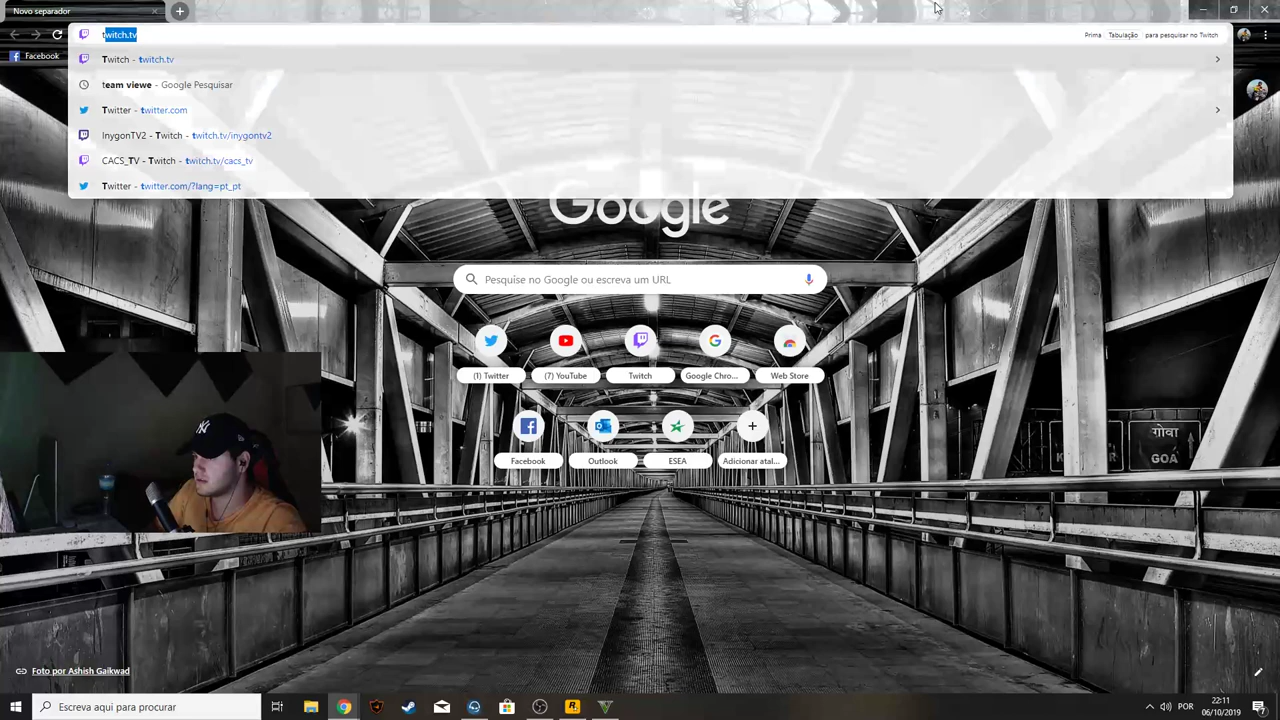 Novo separador
twitch.tv
Prima Tabulação para pesquisar no Twitch
Facebook
Twitch - twitch.tv
team viewe - Google Pesquisar
Twitter - twitter.com
InygonTV2 - Twitch - twitch.tv/inygontv2
CACS_TV - Twitch - twitch.tv/cacs_tv
Twitter - twitter.com/?lang=pt_pt
Google
Pesquise no Google ou escreva um URL
(1) Twitter
(7) YouTube
Twitch
Google Chro...
Web Store
Facebook
Outlook
ESEA
Adicionar atal...
गोवा
GOA
Foto por Ashish Gaikwad
Escreva aqui para procurar
POR
22:11
06/10/2019